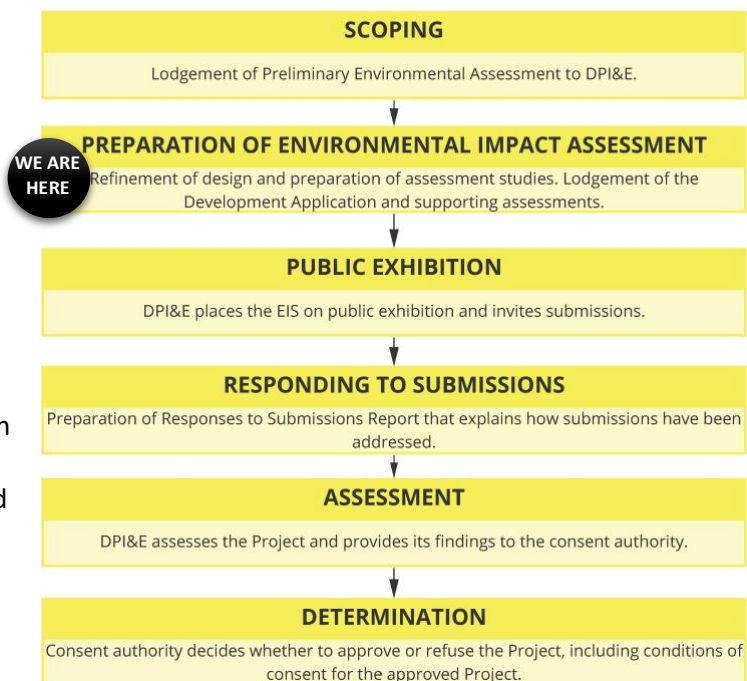 SCOPING
Lodgement of Preliminary Environmental Assessment to DPI&E.
PREPARATION OF ENVIRONMENTAL IMPACT ASSESSMENT
WE ARE
HERE
Refinement of design and preparation of assessment studies. Lodgement of the
Development Application and supporting assessments.
PUBLIC EXHIBITION
DPI&E places the EIS on public exhibition and invites submissions.
RESPONDING TO SUBMISSIONS
Preparation of Responses to Submissions Report that explains how submissions have been
addressed.
ASSESSMENT
DPI&E assesses the Project and provides its findings to the consent authority.
DETERMINATION
Consent authority decides whether to approve or refuse the Project, including conditions of
consent for the approved Project.